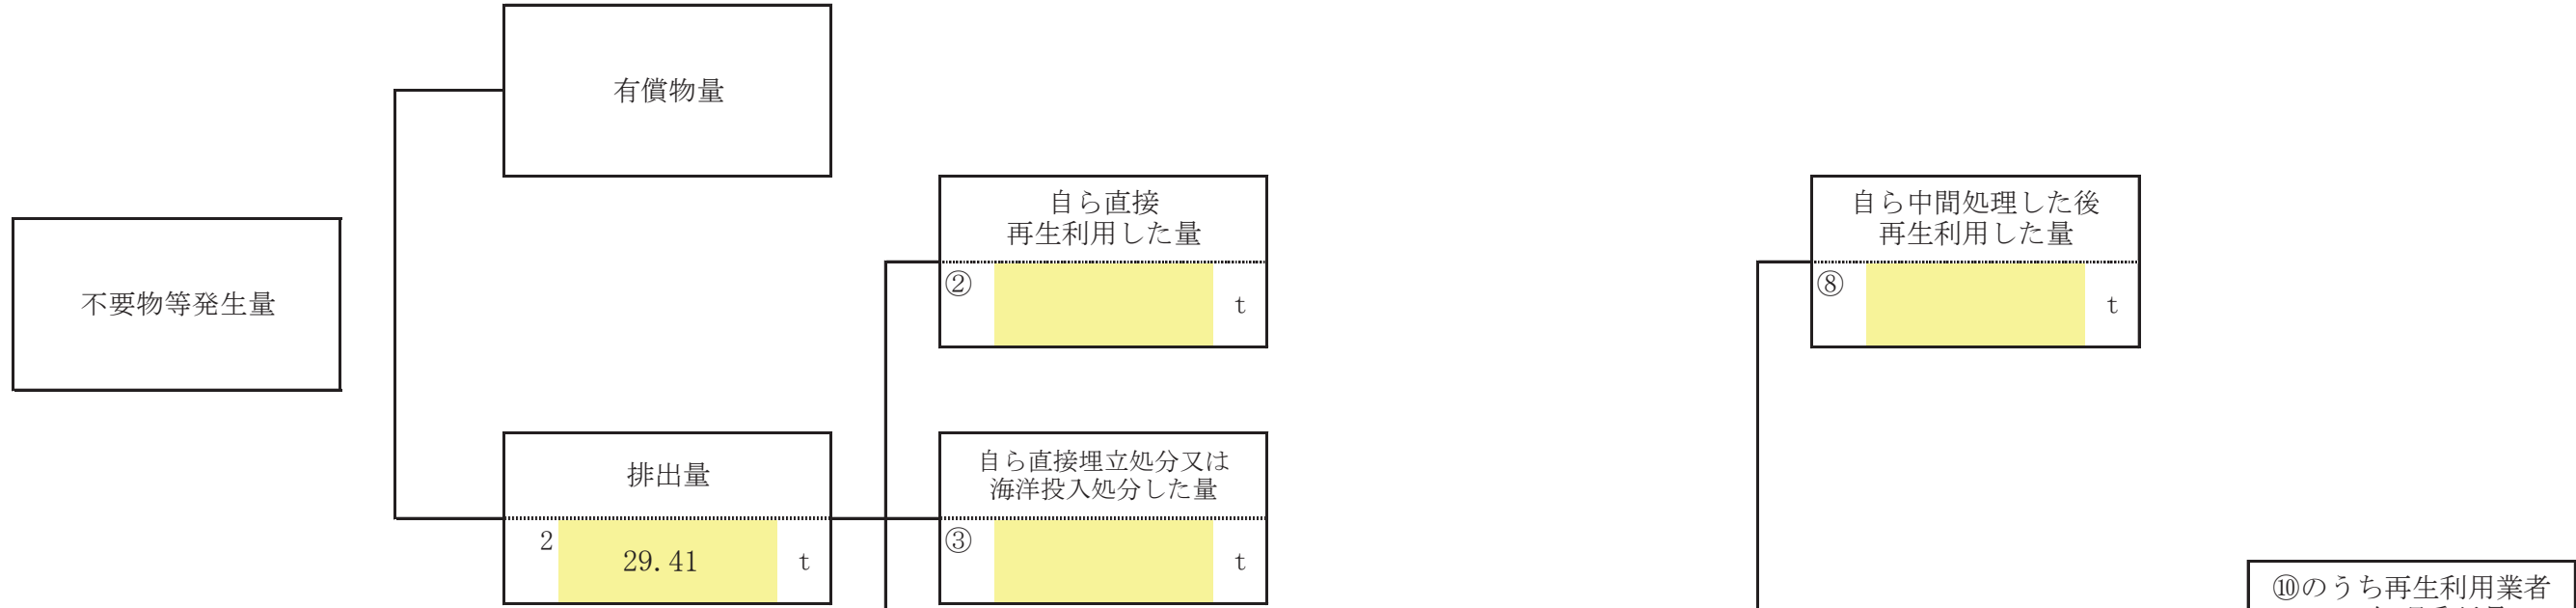 有償物量
自ら直接
再生利用した量
② t
自ら中間処理した後
再生利用した量
⑧ t
不要物等発生量
排出量
2 29.41 t
自ら直接埋立処分又は
海洋投入処分した量
③ t
⑩のうち再生利用業者